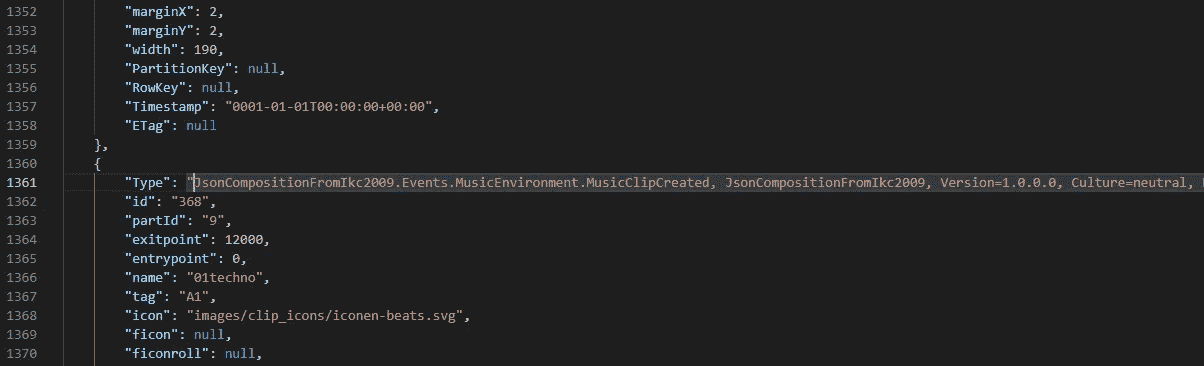 1352 "marginX": 2,
1353 "marginY": 2,
1354 "width": 190,
1355 "PartitionKey": null,
1356 "RowKey": null,
1357 "Timestamp": "0001-01-01T00:00:00+00:00",
1358 "ETag": null
1359 },
1360 {
1361 "Type": "JsonCompositionFromIkc2009.Events.MusicEnvironment.MusicClipCreated, JsonCompositionFromIkc2009, Version=1.0.0.0, Culture=neutral,
1362 "id": "368",
1363 "partId": "9",
1364 "exitpoint": 12000,
1365 "entrypoint": 0,
1366 "name": "01techno",
1367 "tag": "A1",
1368 "icon": "images/clip_icons/iconen-beats.svg",
1369 "ficon": null,
1370 "ficonroll": null,